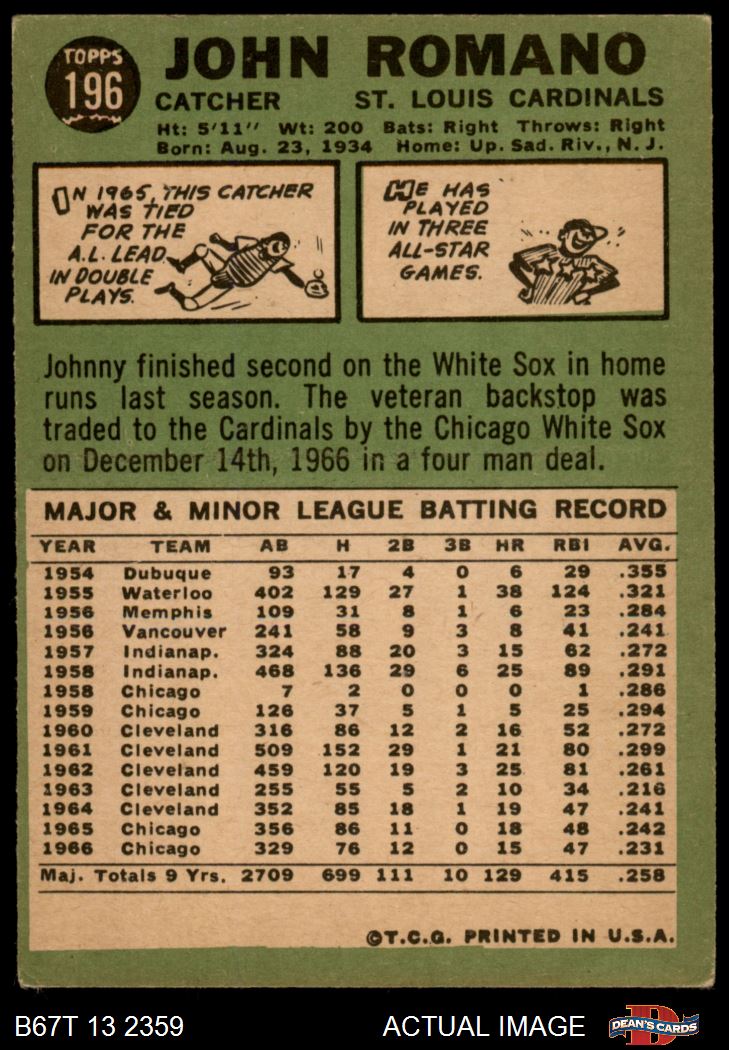 TOPPS
196
JOHN ROMANO
CATCHER ST. LOUIS CARDINALS
Ht: 5'11" Wt: 200 Bats: Right Throws: Right
Born: Aug. 23, 1934 Home: Up. Sad. Riv., N. J.
IN 1965, THIS CATCHER
WAS TIED
FOR THE
A.L. LEAD
IN DOUBLE
PLAYS.
HE HAS
PLAYED
IN THREE
ALL-STAR
GAMES.
Johnny finished second on the White Sox in home
runs last season. The veteran backstop was
traded to the Cardinals by the Chicago White Sox
on December 14th, 1966 in a four man deal.
MAJOR & MINOR LEAGUE BATTING RECORD
YEAR TEAM AB H 2B 3B HR RBI AVG.
1954 Dubuque 93 17 4 0 6 29 .355
1955 Waterloo 402 129 27 1 38 124 .321
1956 Memphis 109 31 8 1 6 23 .284
1956 Vancouver 241 58 9 3 8 41 .241
1957 Indianap. 324 88 20 3 15 62 .272
1958 Indianap. 468 136 29 6 25 89 .291
1958 Chicago 7 2 0 0 0 1 .286
1959 Chicago 126 37 5 1 5 25 .294
1960 Cleveland 316 86 12 2 16 52 .272
1961 Cleveland 509 152 29 1 21 80 .299
1962 Cleveland 459 120 19 3 25 81 .261
1963 Cleveland 255 55 5 2 10 34 .216
1964 Cleveland 352 85 18 1 19 47 .241
1965 Chicago 356 86 11 0 18 48 .242
1966 Chicago 329 76 12 0 15 47 .231
Maj. Totals 9 Yrs. 2709 699 111 10 129 415 .258
©T.C.G. PRINTED IN U.S.A.
B67T 13 2359 ACTUAL IMAGE
D
DEAN'S CARDS